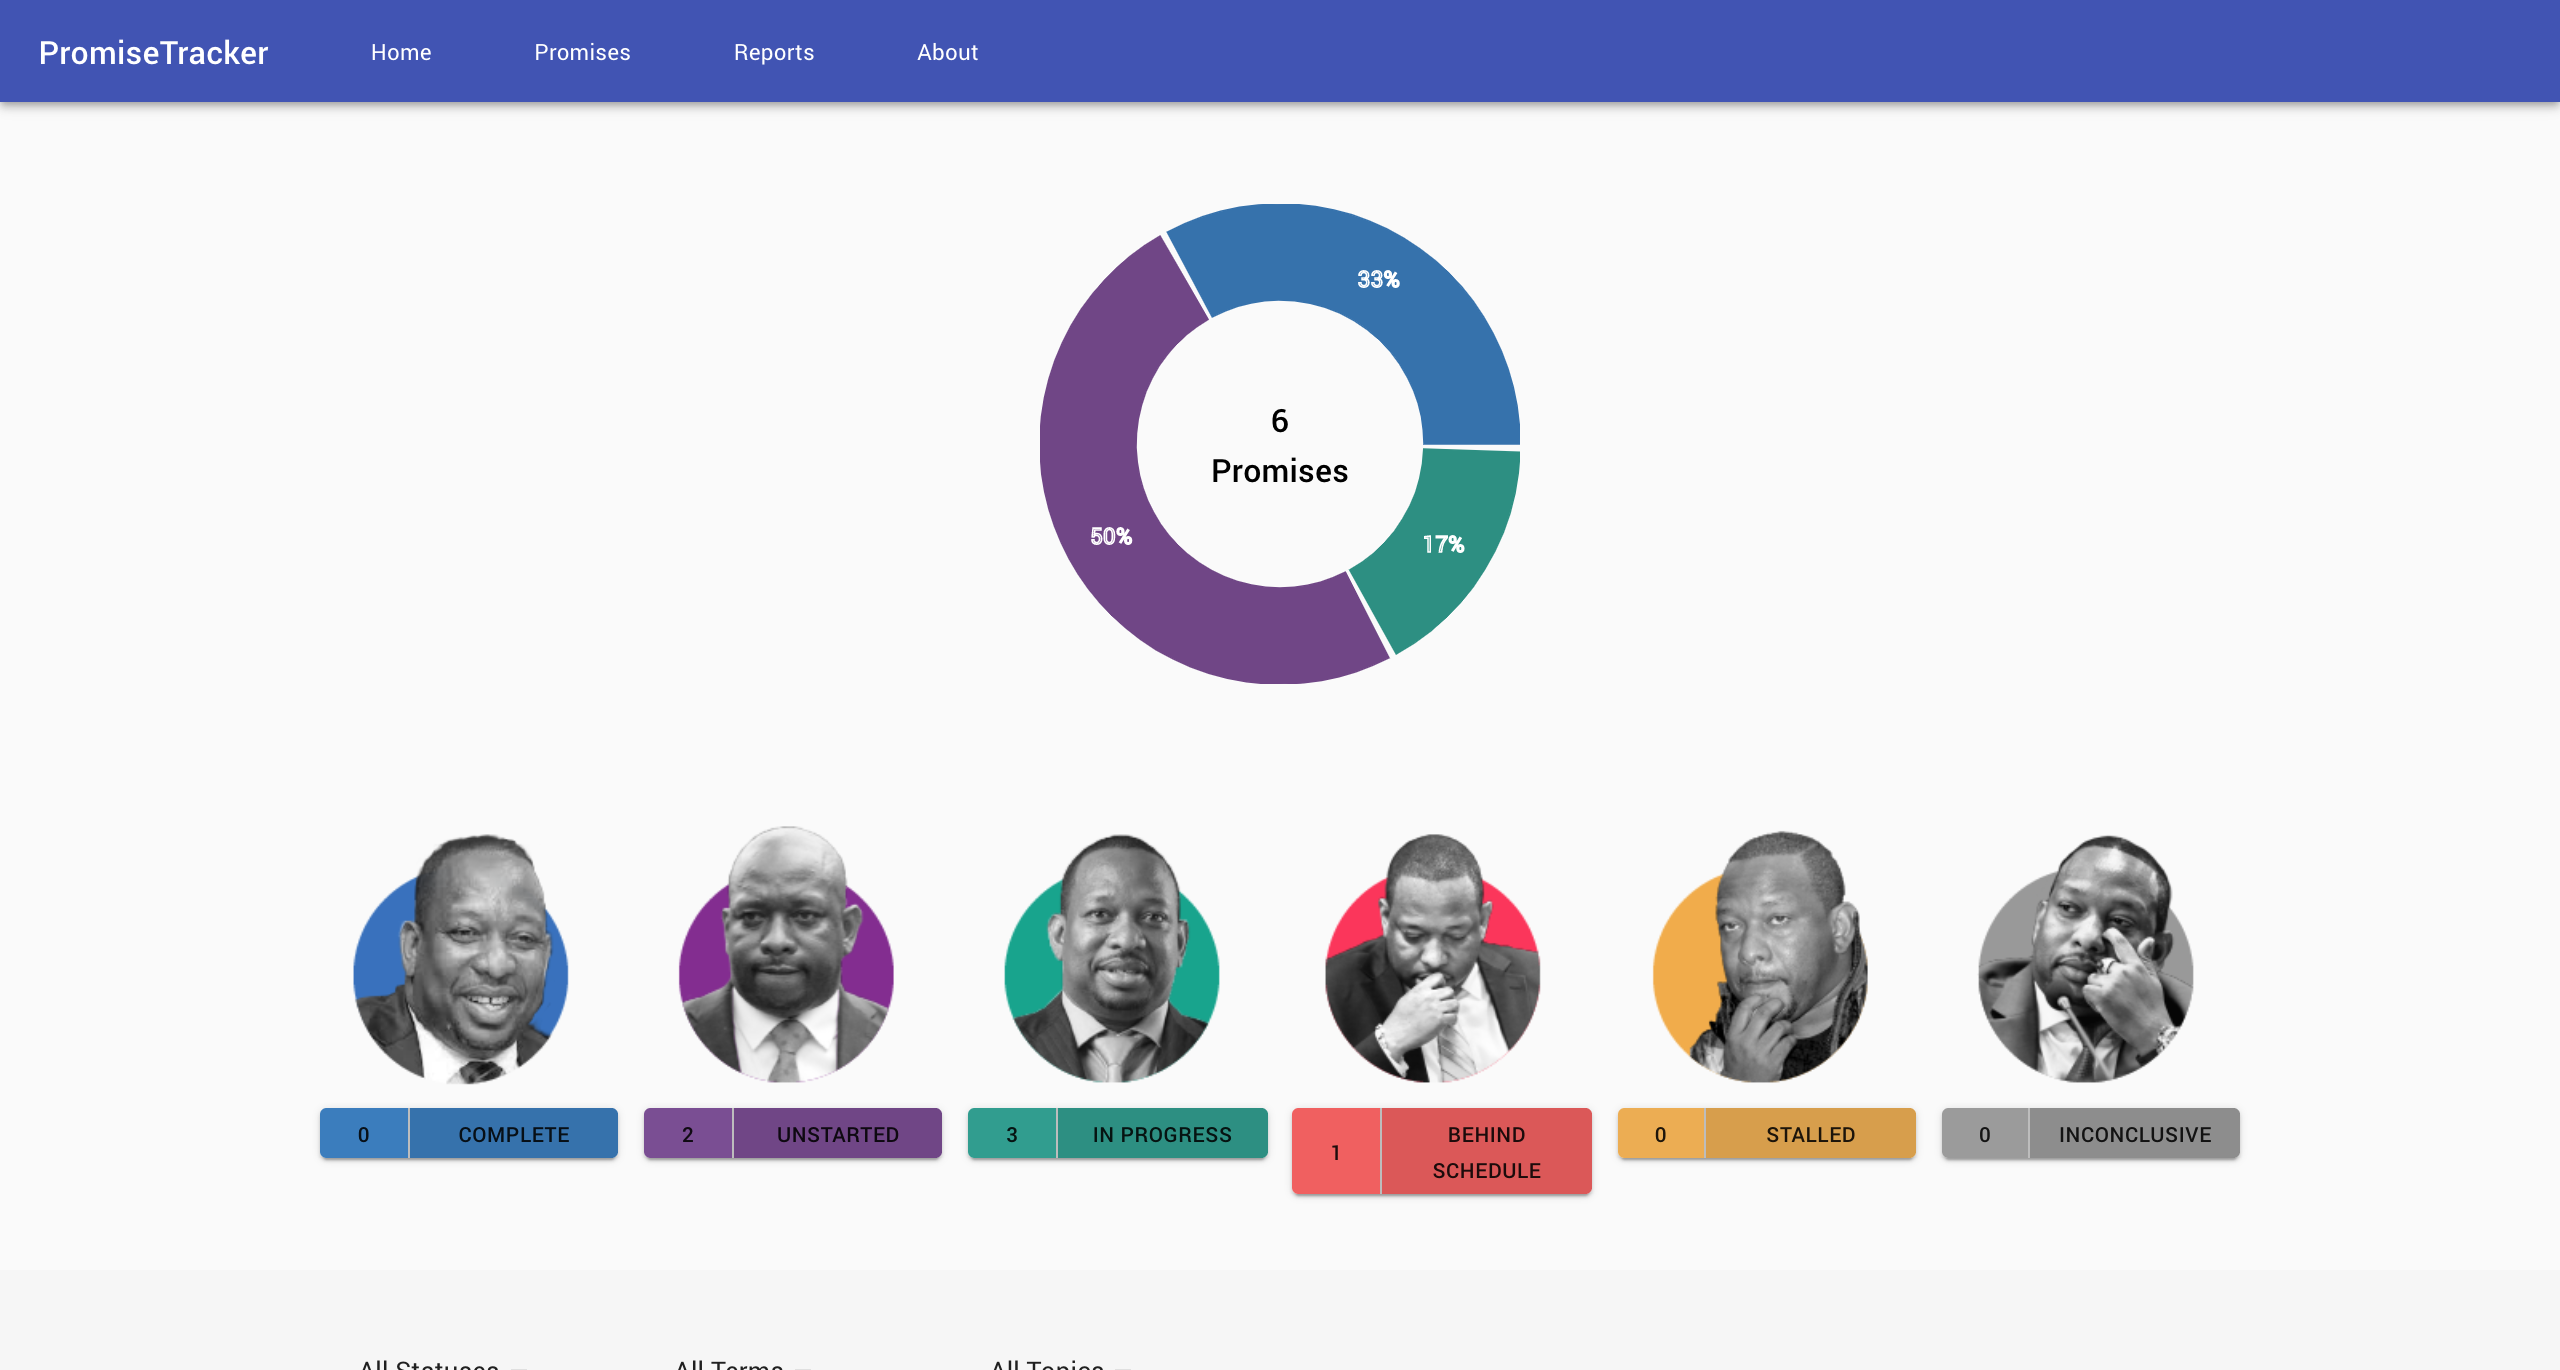 PromiseTracker Home Promises Reports About
33%
6
Promises
50%
17%
0 COMPLETE
2 UNSTARTED
3 IN PROGRESS
1 BEHIND
SCHEDULE
0 STALLED
0 INCONCLUSIVE
All Statuses All Terms All Topics